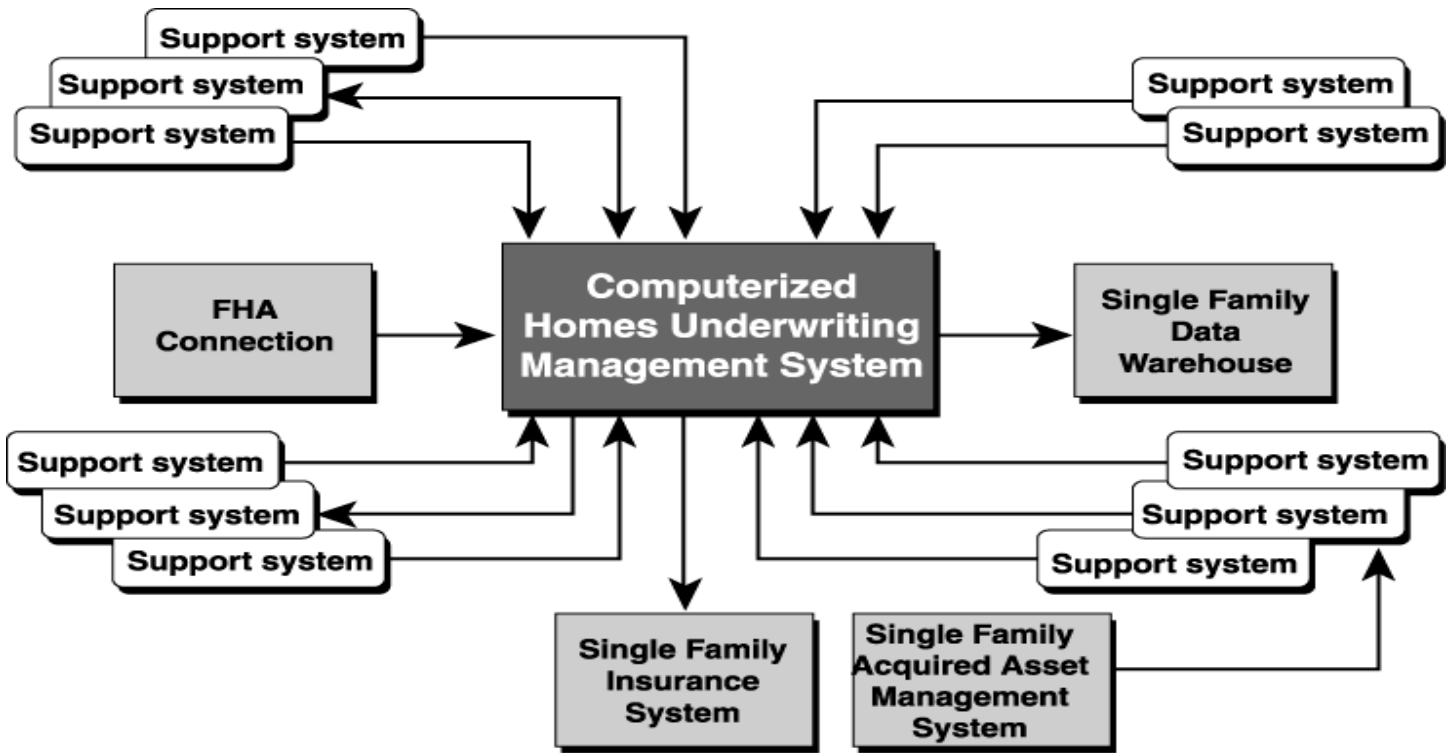 Support system
Support system
Support system
Support system
Support system
FHA
Connection
Computerized
Homes Underwriting
Management System
Single Family
Data
Warehouse
Support system
Support system
Support system
Support system
Support system
Support system
Single Family
Insurance
System
Single Family
Acquired Asset
Management
System